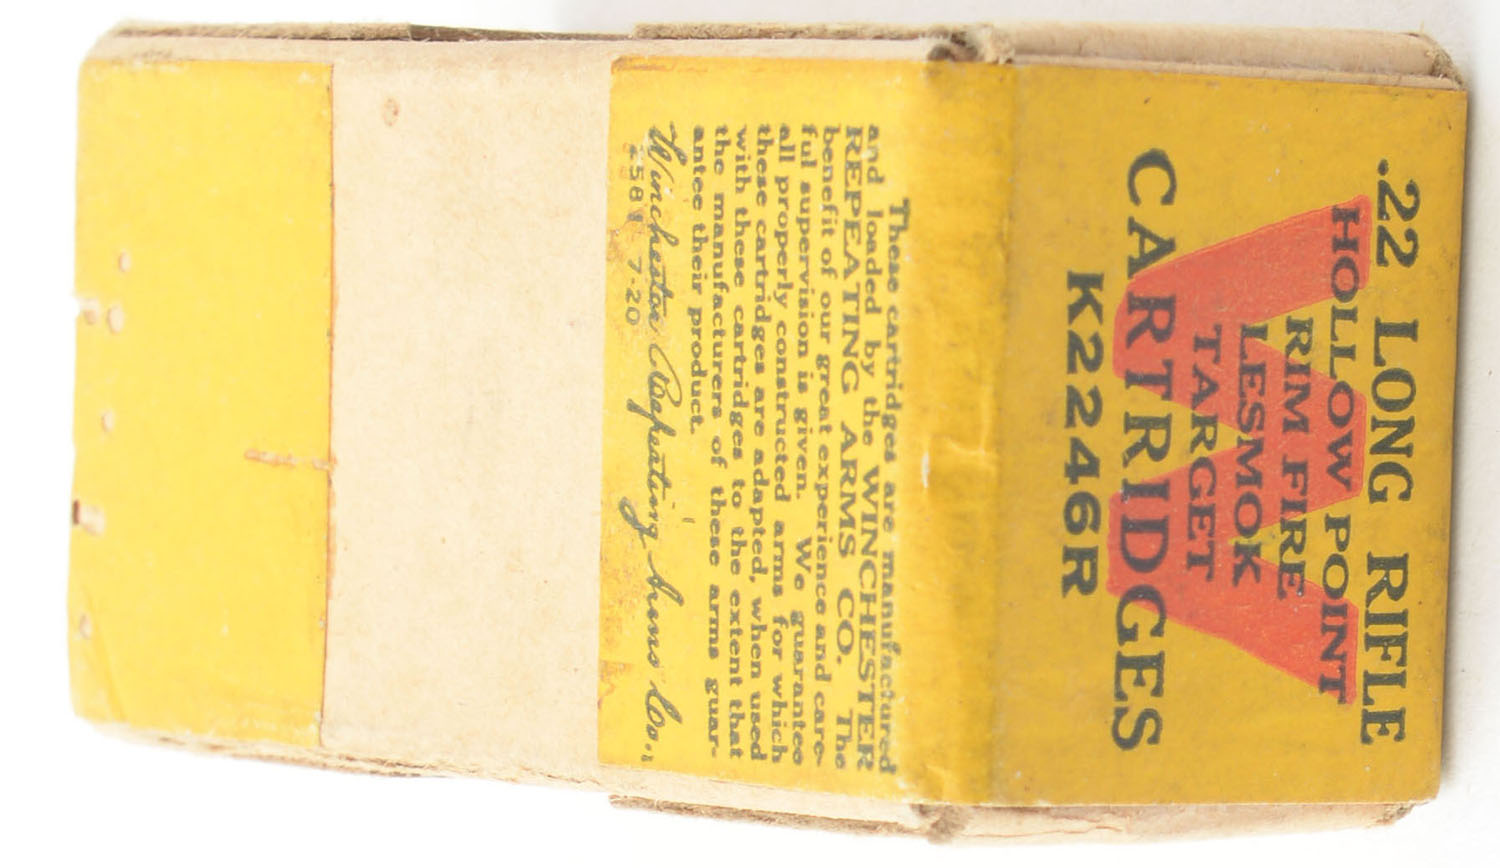 .22 LONG RIFLE
HOLLOW POINT
RIM FIRE
LESMOK
TARGET
CARTRIDGES
K2246R
These cartridges are manufactured
and loaded by the WINCHESTER
REPEATING ARMS CO. The
benefit of our great experience and care-
ful supervision is given. We guarantee
all properly constructed arms for which
these cartridges are adapted, when used
with these cartridges to the extent that
the manufacturers of these arms guar-
antee their product.
Winchester Repeating Arms Co.,
7-20